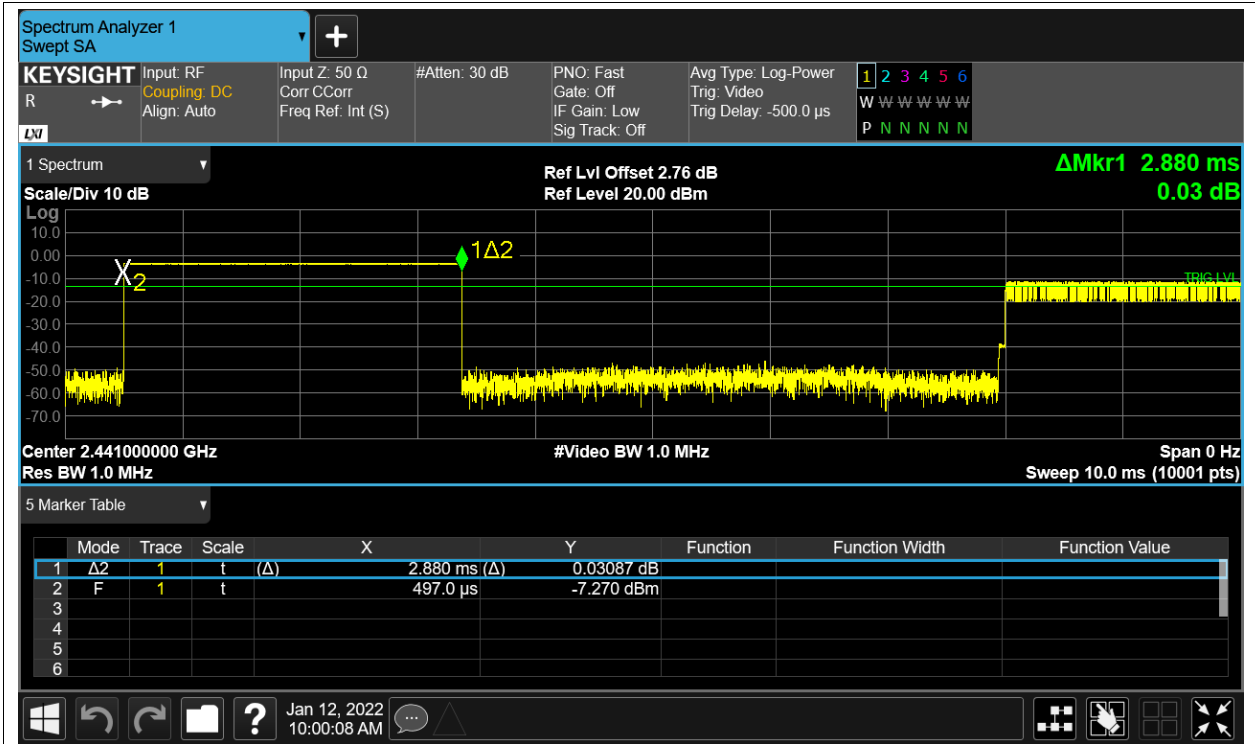 Spectrum Analyzer 1
Swept SA
+
KEYSIGHT
R
LXI
Input: RF
Coupling: DC
Align: Auto
Input Z: 50 Ω
Corr CCorr
Freq Ref: Int (S)
#Atten: 30 dB
PNO: Fast
Gate: Off
IF Gain: Low
Sig Track: Off
Avg Type: Log-Power
Trig: Video
Trig Delay: -500.0 µs
1 2 3 4 5 6
W W W W W W
P N N N N N
1 Spectrum
Scale/Div 10 dB
Ref Lvl Offset 2.76 dB
Ref Level 20.00 dBm
ΔMkr1 2.880 ms
0.03 dB
Log
10.0
0.00
-10.0
-20.0
-30.0
-40.0
-50.0
-60.0
-70.0
X2
1Δ2
TRIG LVL
Center 2.441000000 GHz
#Video BW 1.0 MHz
Span 0 Hz
Res BW 1.0 MHz
Sweep 10.0 ms (10001 pts)
5 Marker Table
Mode Trace Scale X Y Function Function Width Function Value
1 Δ2 1 t (Δ) 2.880 ms (Δ) 0.03087 dB
2 F 1 t 497.0 µs -7.270 dBm
3
4
5
6
?
Jan 12, 2022
10:00:08 AM